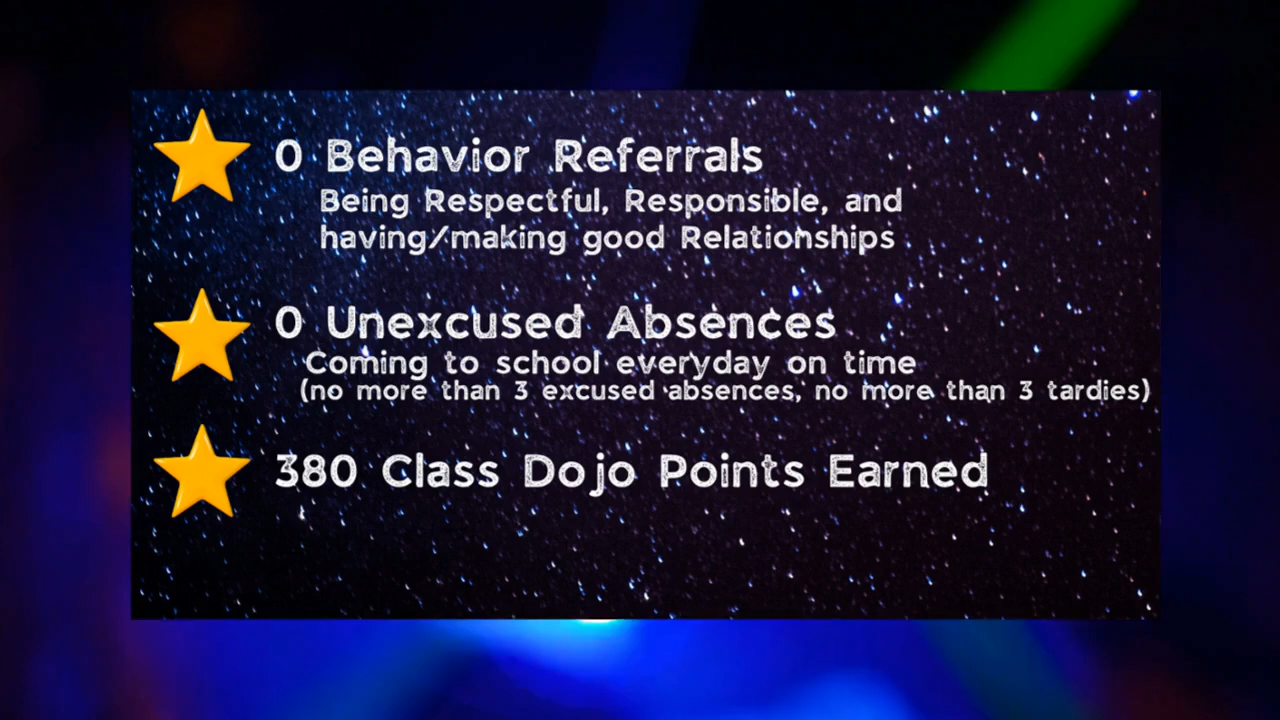 0 Behavior Referrals
Being Respectful, Responsible, and
having/making good Relationships
0 Unexcused Absences
Coming to school everyday on time
(no more than 3 excused absences, no more than 3 tardies)
380 Class Dojo Points Earned